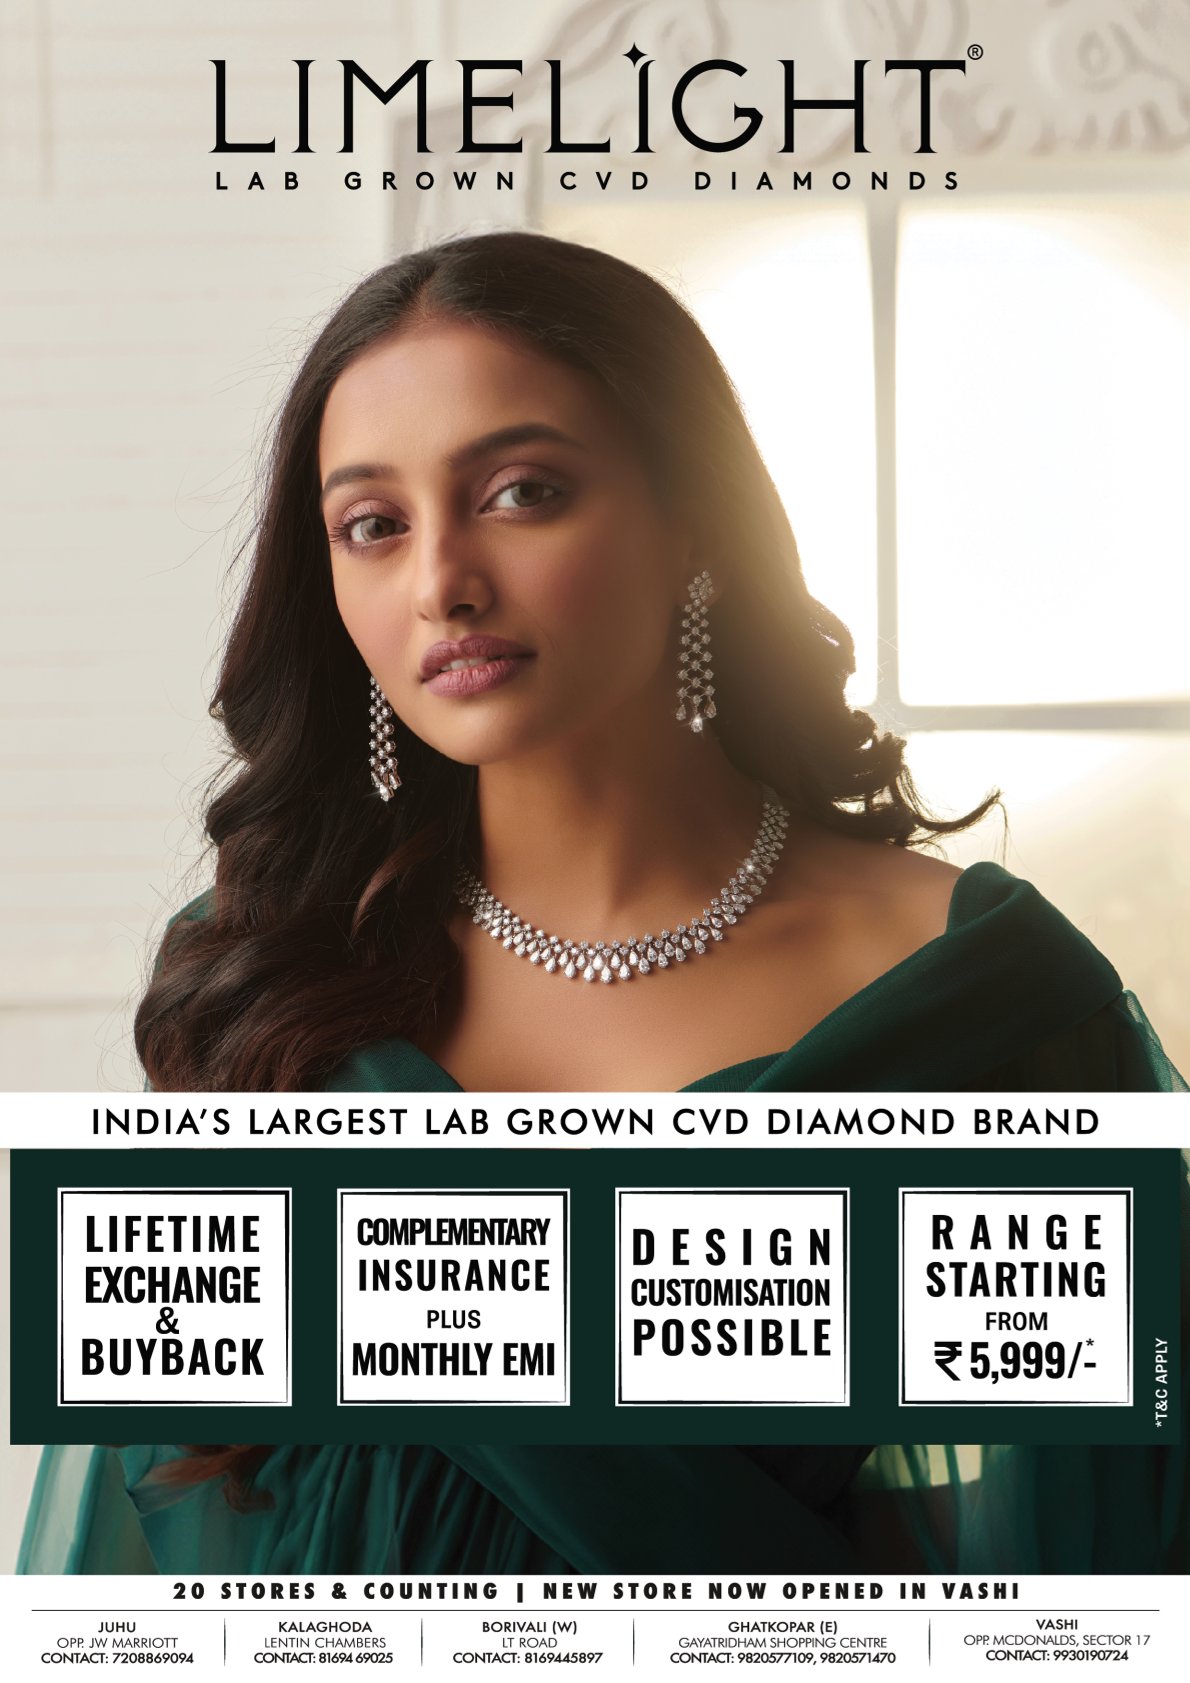 LIMELIGHT®
LAB GROWN CVD DIAMONDS
INDIA'S LARGEST LAB GROWN CVD DIAMOND BRAND
LIFETIME
EXCHANGE
&
BUYBACK
COMPLEMENTARY
INSURANCE
PLUS
MONTHLY EMI
DESIGN
CUSTOMISATION
POSSIBLE
RANGE
STARTING
FROM
₹ 5,999/-*
*T&C APPLY
20 STORES & COUNTING | NEW STORE NOW OPENED IN VASHI
JUHU
OPP. JW MARRIOTT
CONTACT: 7208869094
KALAGHODA
LENTIN CHAMBERS
CONTACT: 8169469025
BORIVALI (W)
LT ROAD
CONTACT: 8169445897
GHATKOPAR (E)
GAYATRIDHAM SHOPPING CENTRE
CONTACT: 9820577109, 9820571470
VASHI
OPP. MCDONALDS, SECTOR 17
CONTACT: 9930190724